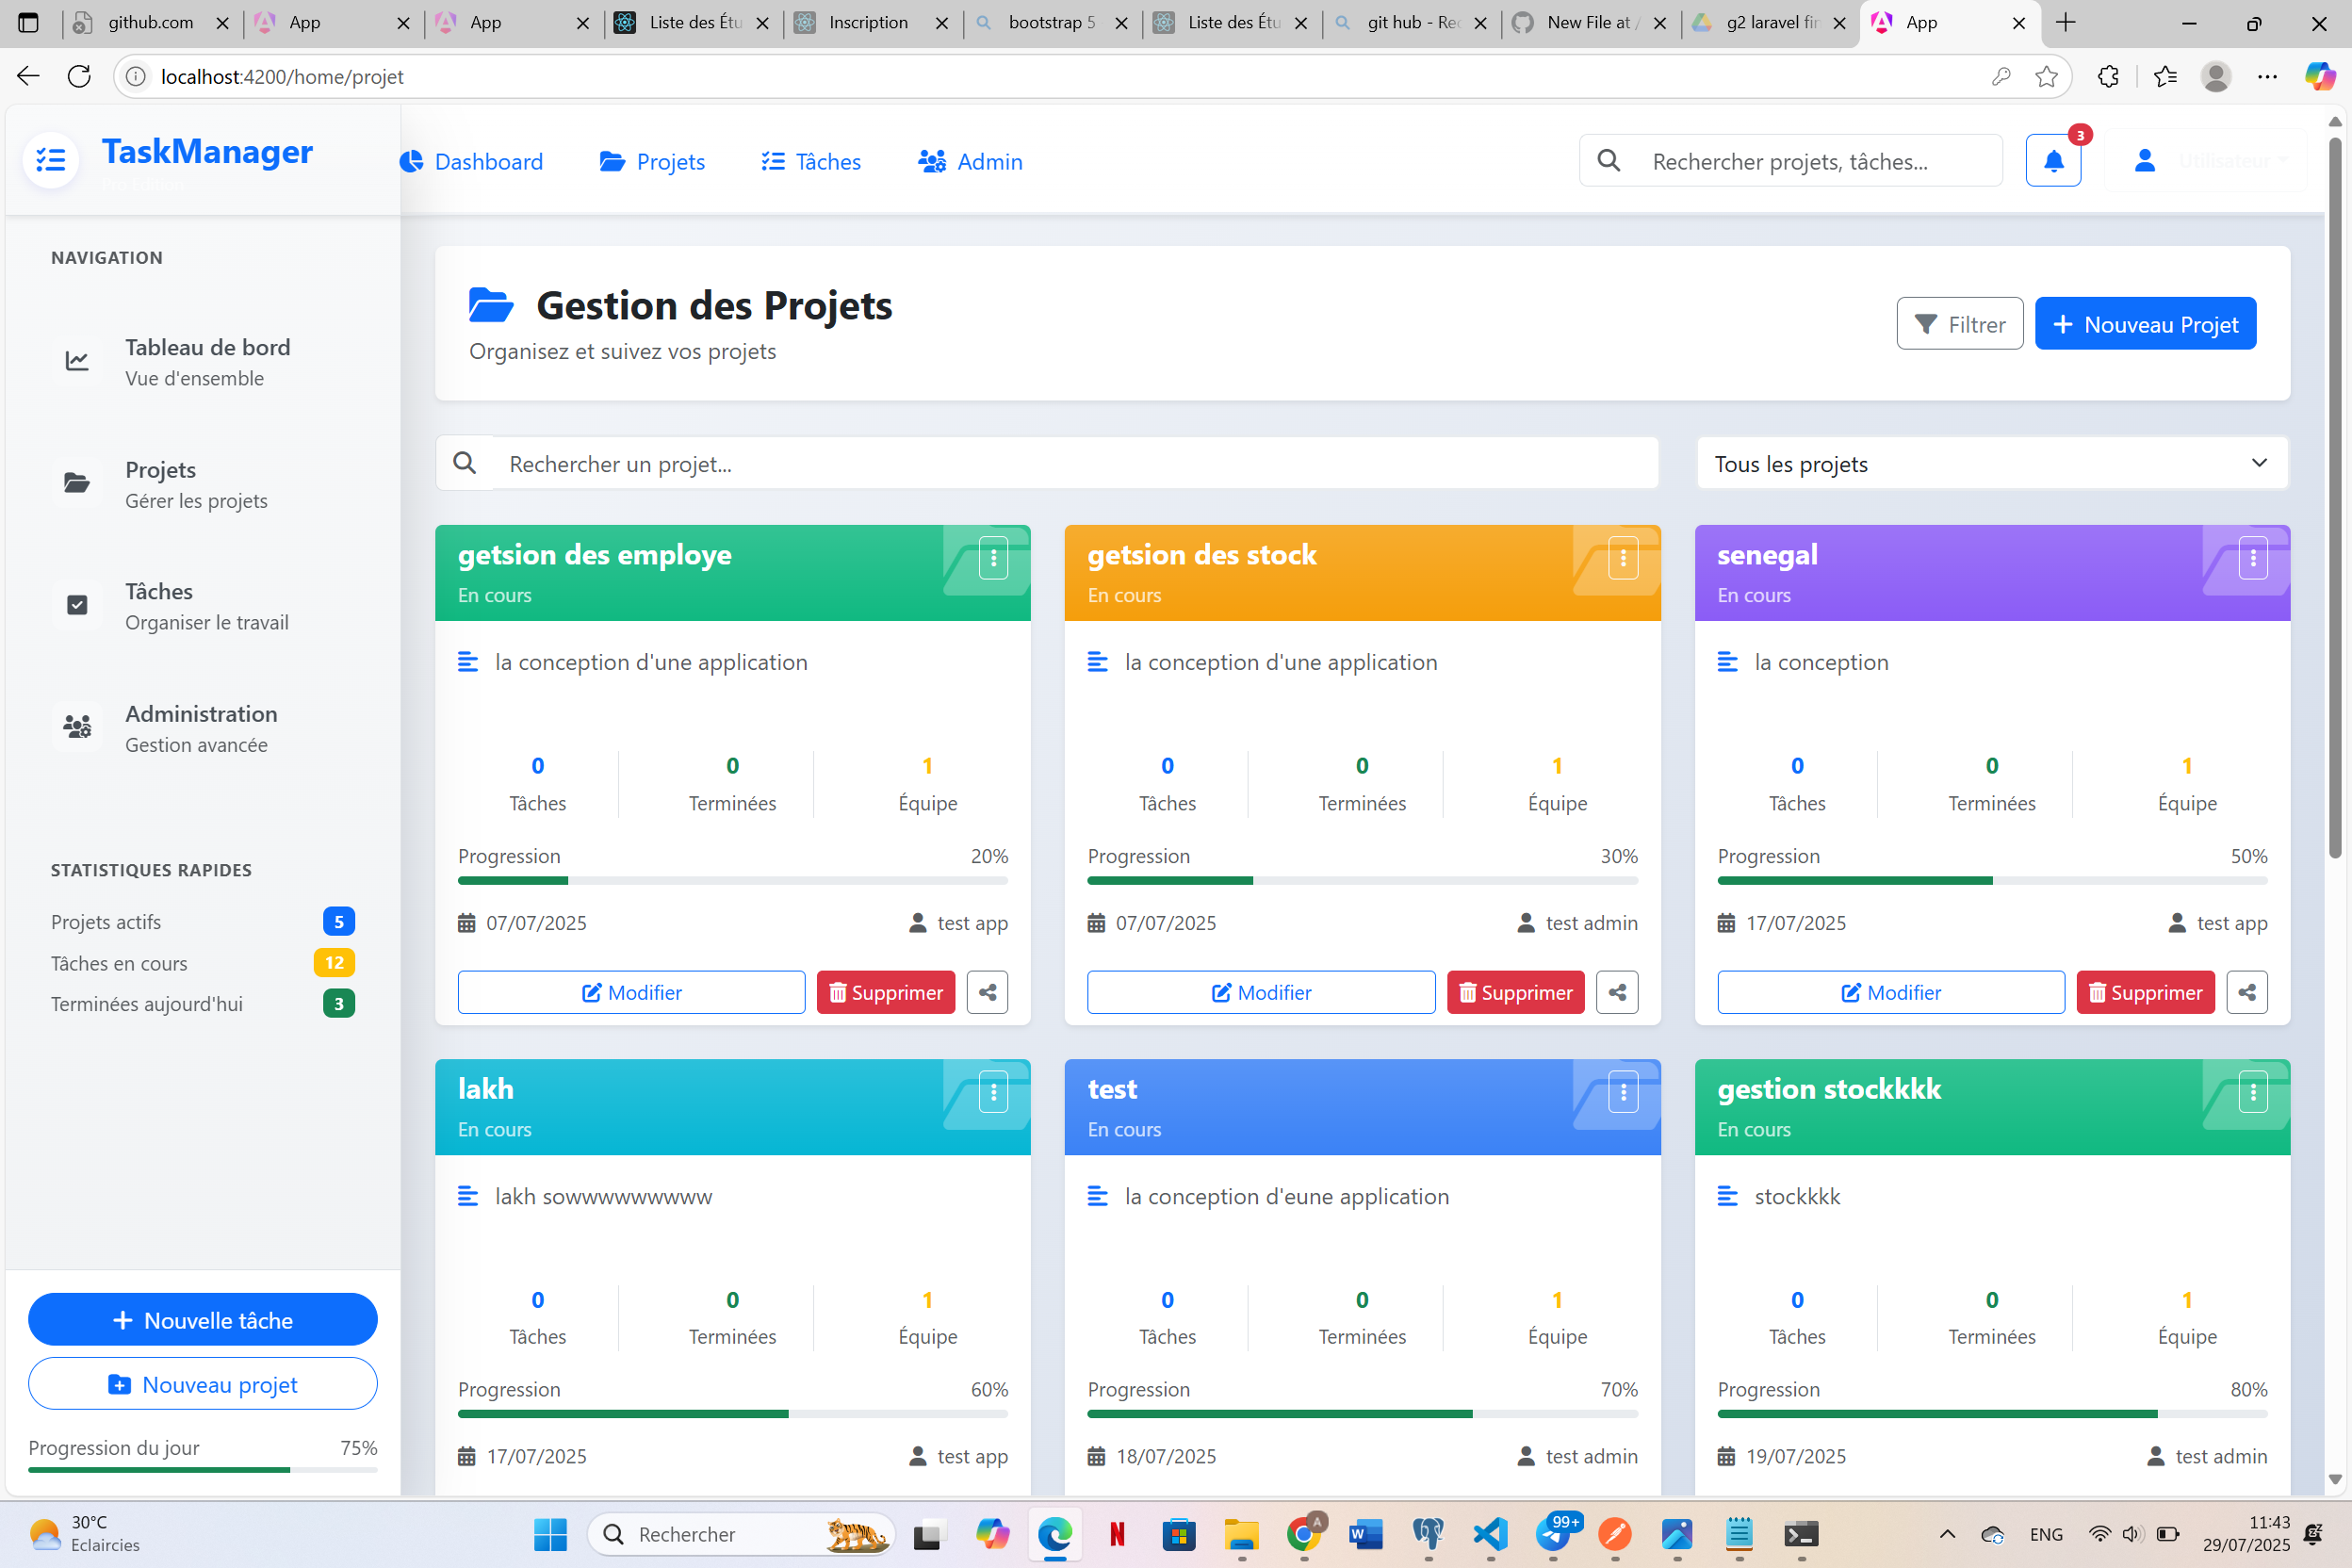 github.com
App
App
Liste des Étu
Inscription
bootstrap 5
Liste des Étu
git hub - Rec
New File at /
g2 laravel fin
App
localhost:4200/home/projet
TaskManager
Dashboard
Projets
Tâches
Admin
Rechercher projets, tâches...
3
Utilisateur
NAVIGATION
Tableau de bord
Vue d'ensemble
Projets
Gérer les projets
Tâches
Organiser le travail
Administration
Gestion avancée
STATISTIQUES RAPIDES
Projets actifs 5
Tâches en cours 12
Terminées aujourd'hui 3
Nouvelle tâche
Nouveau projet
Progression du jour 75%
Gestion des Projets
Organisez et suivez vos projets
Filtrer
Nouveau Projet
Rechercher un projet...
Tous les projets
getsion des employe
En cours
la conception d'une application
0 0 1
Tâches Terminées Équipe
Progression 20%
07/07/2025 test app
Modifier Supprimer
getsion des stock
En cours
la conception d'une application
0 0 1
Tâches Terminées Équipe
Progression 30%
07/07/2025 test admin
Modifier Supprimer
senegal
En cours
la conception
0 0 1
Tâches Terminées Équipe
Progression 50%
17/07/2025 test app
Modifier Supprimer
lakh
En cours
lakh sowwwwwwwww
0 0 1
Tâches Terminées Équipe
Progression 60%
17/07/2025 test app
test
En cours
la conception d'eune application
0 0 1
Tâches Terminées Équipe
Progression 70%
18/07/2025 test admin
gestion stockkkk
En cours
stockkkk
0 0 1
Tâches Terminées Équipe
Progression 80%
19/07/2025 test admin
30°C
Eclaircies
Rechercher
A
99+
ENG
11:43
29/07/2025